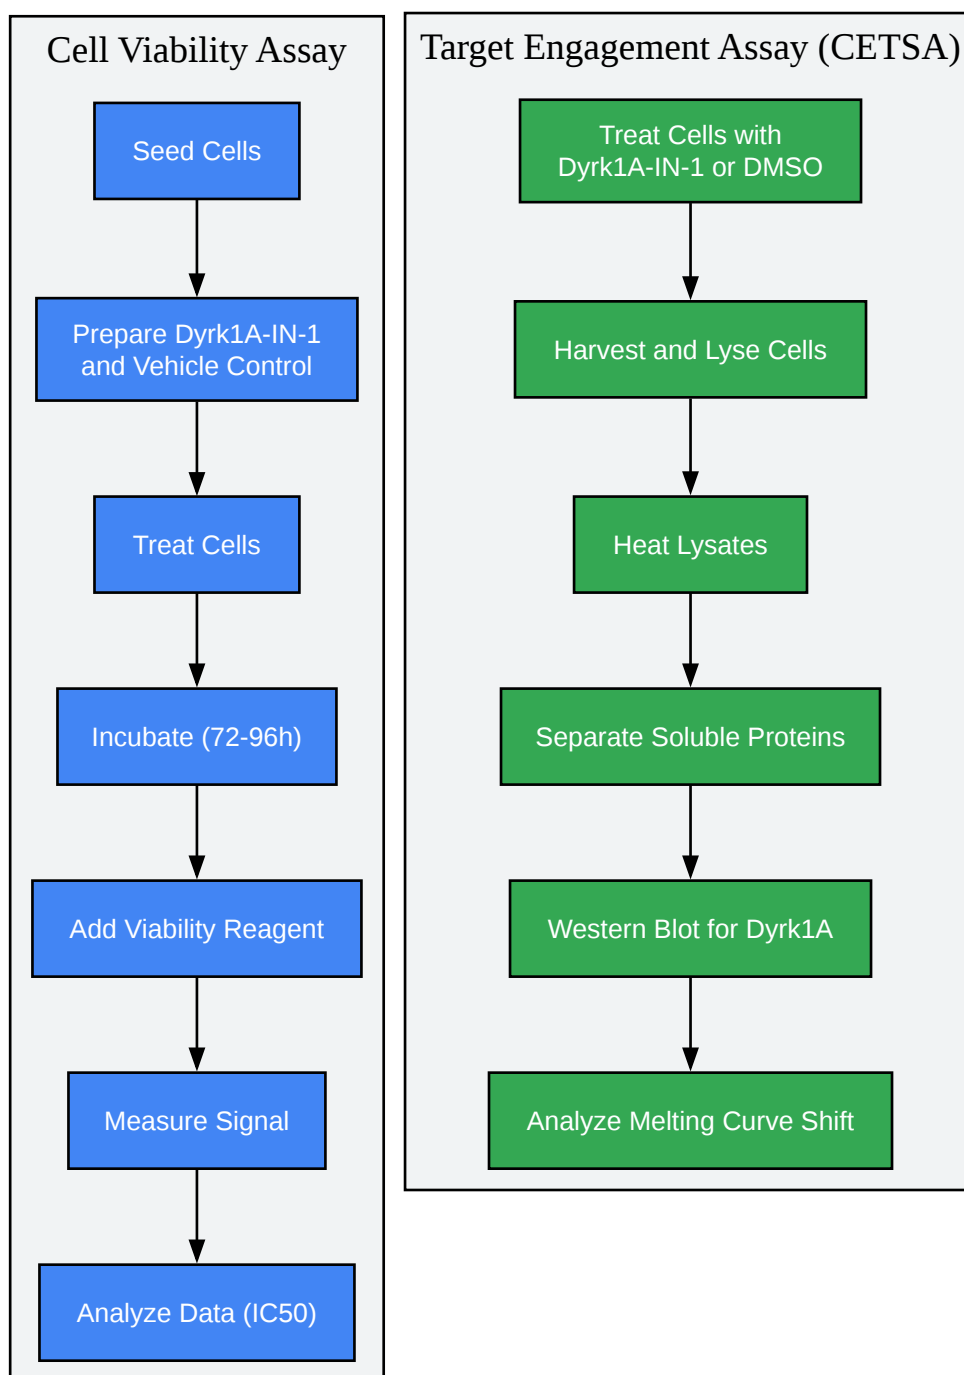 Cell Viability Assay
Seed Cells
Prepare Dyrk1A-IN-1
and Vehicle Control
Treat Cells
Incubate (72-96h)
Add Viability Reagent
Measure Signal
Analyze Data (IC50)
Target Engagement Assay (CETSA)
Treat Cells with
Dyrk1A-IN-1 or DMSO
Harvest and Lyse Cells
Heat Lysates
Separate Soluble Proteins
Western Blot for Dyrk1A
Analyze Melting Curve Shift